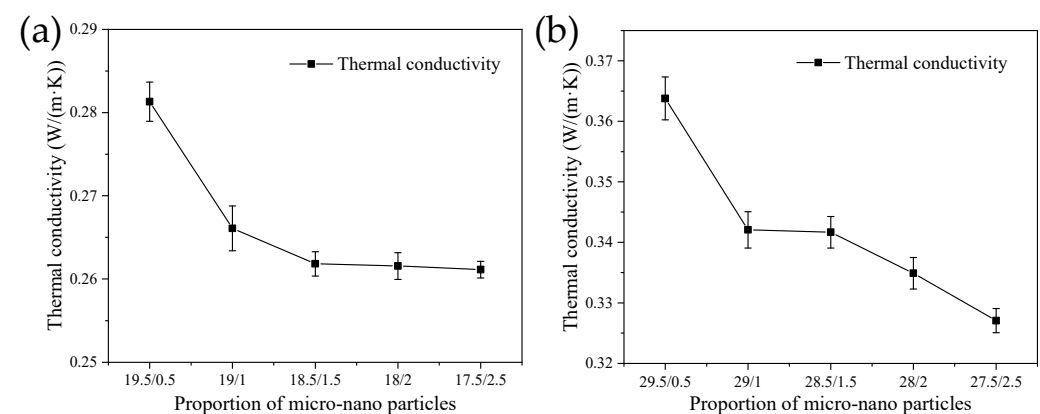 (a)
Thermal conductivity (W/(m·K))
0.29
0.28
0.27
0.26
0.25
Thermal conductivity
19.5/0.5 19/1 18.5/1.5 18/2 17.5/2.5
Proportion of micro-nano particles
(b)
Thermal conductivity (W/(m·K))
0.37
0.36
0.35
0.34
0.33
0.32
Thermal conductivity
29.5/0.5 29/1 28.5/1.5 28/2 27.5/2.5
Proportion of micro-nano particles